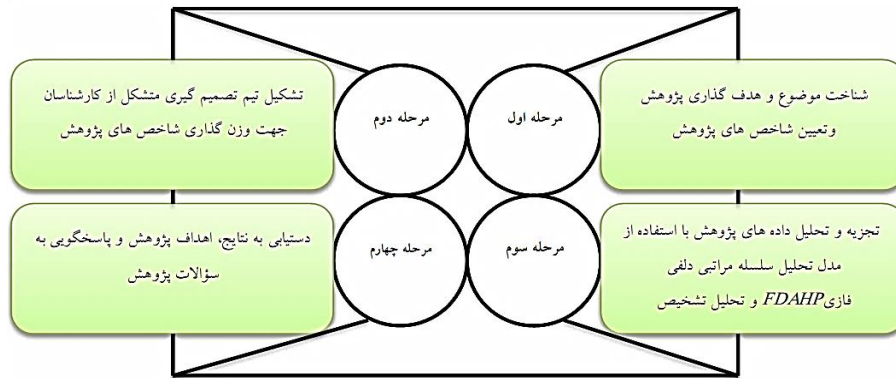 مرحله اول
شناخت موضوع و هدف گذاری پژوهش
وتعیین شاخص های پژوهش
مرحله دوم
تشکیل تیم تصمیم گیری متشکل از کارشناسان
جهت وزن گذاری شاخص های پژوهش
مرحله سوم
تجزیه و تحلیل داده های پژوهش با استفاده از
مدل تحلیل سلسله مراتبی دلفی
فازیFDAHP و تحلیل تشخیص
مرحله چهارم
دستیابی به نتایج، اهداف پژوهش و پاسخگویی به
سؤالات پژوهش